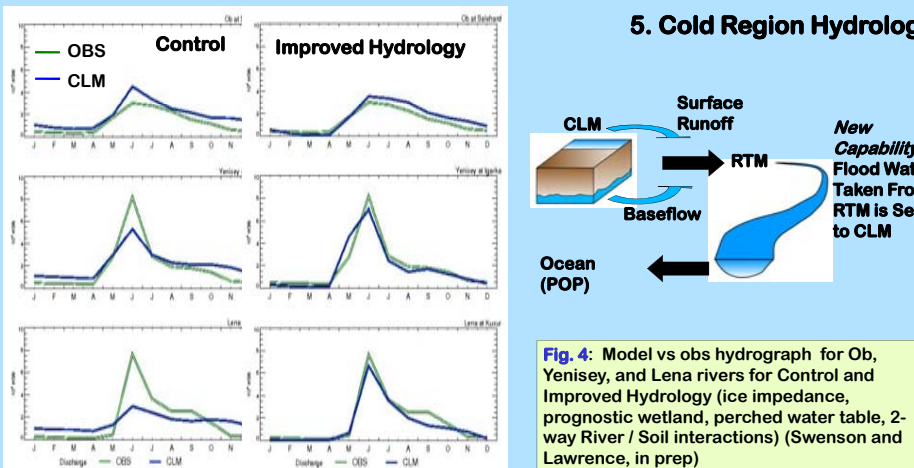 5. Cold Region Hydrolog
Ob at S
Ob at Salehard
OBS
CLM
Control
Improved Hydrology
J F M A M J J A S O N
J F M A M J J A S O N D
Yenisey
Yenisey at Igarka
J F M A M J J A S O N
J F M A M J J A S O N D
Lena
Lena at Kusur
J F M A M J J A S O N
J F M A M J J A S O N D
Discharge OBS CLM
Discharge OBS CLM
CLM
Surface
Runoff
RTM
Baseflow
Ocean
(POP)
New
Capability
Flood Wat
Taken Fro
RTM is Se
to CLM
Fig. 4: Model vs obs hydrograph for Ob,
Yenisey, and Lena rivers for Control and
Improved Hydrology (ice impedance,
prognostic wetland, perched water table, 2-
way River / Soil interactions) (Swenson and
Lawrence, in prep)